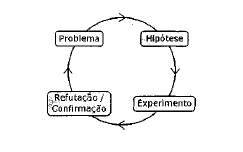 Problema
Hipótese
Refutação /
Confirmação
Experimento